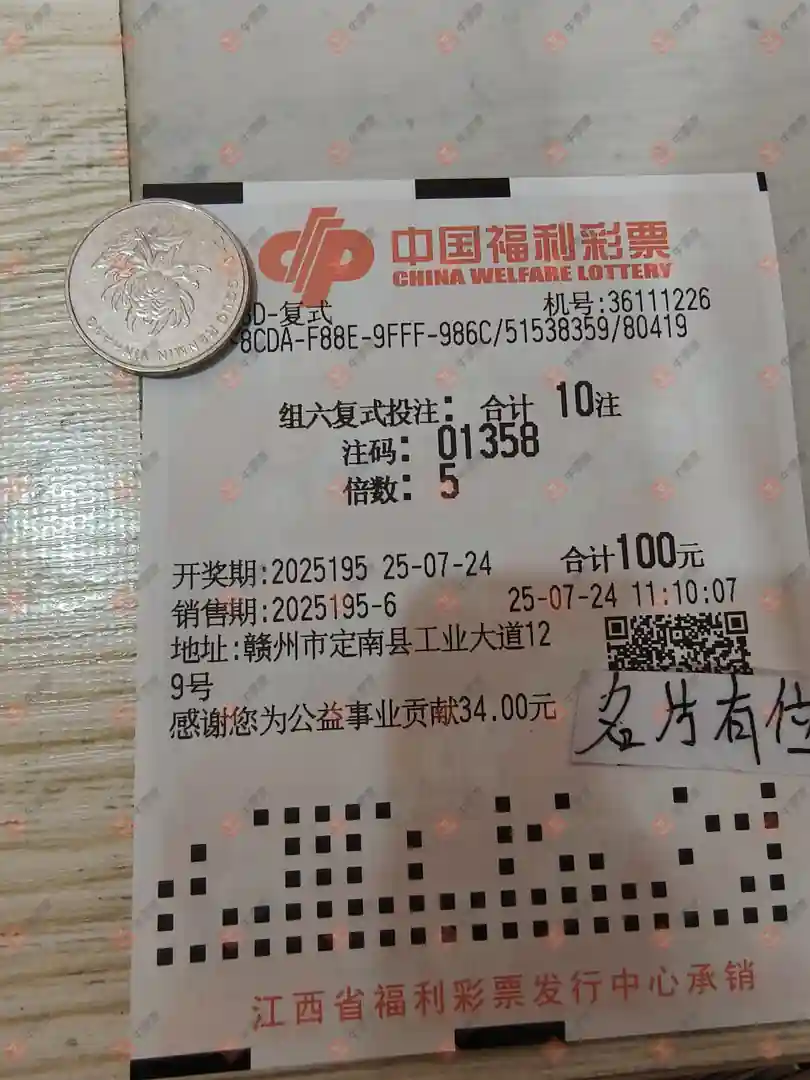 中国福利彩票
CHINA WELFARE LOTTERY
3D-复式 机号:36111226
-8CDA-F88E-9FFF-986C/51538359/80419
组六复式投注: 合计 10注
注码: 01358
倍数: 5
开奖期:2025195 25-07-24 合计100元
销售期:2025195-6 25-07-24 11:10:07
地址:赣州市定南县工业大道12
9号
感谢您为公益事业贡献34.00元
名片有位
江西省福利彩票发行中心承销